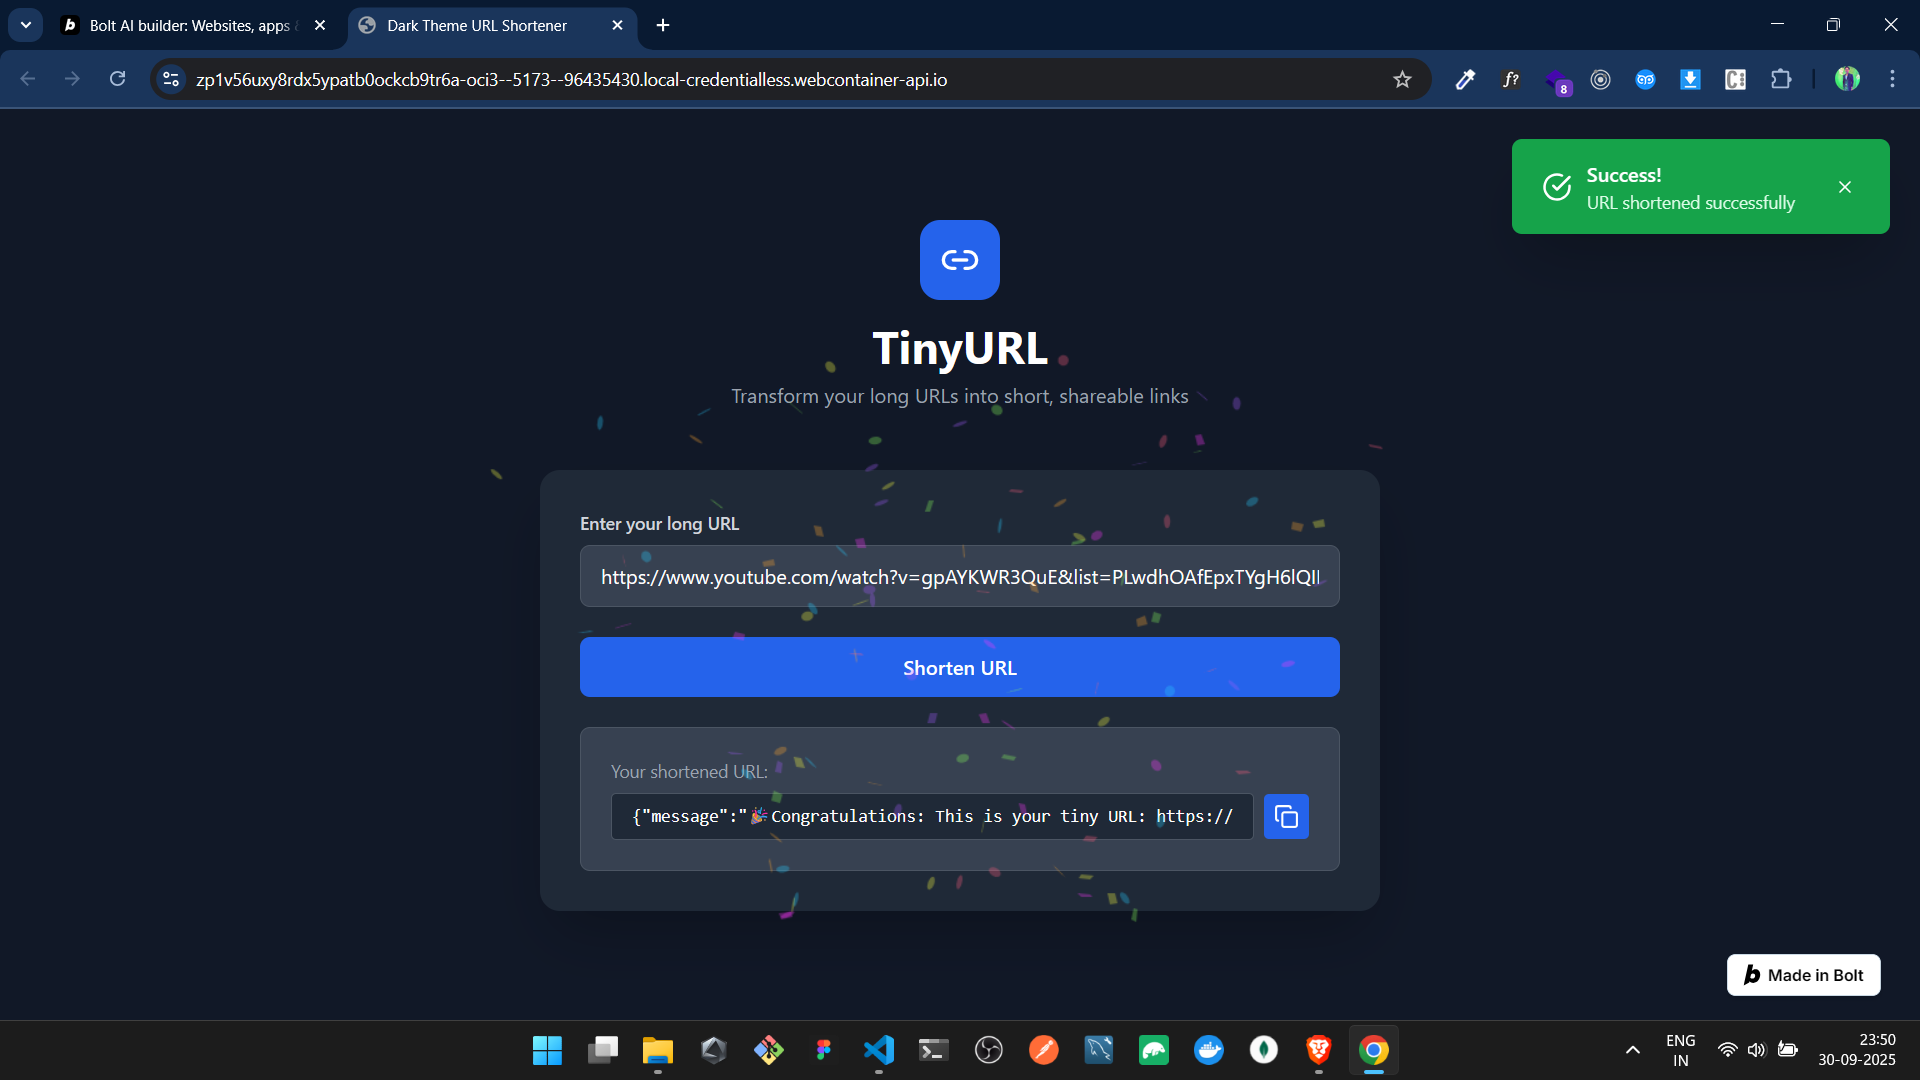 Bolt AI builder: Websites, apps
Dark Theme URL Shortener
zp1v56uxy8rdx5ypatb0ockcb9tr6a-oci3--5173--96435430.local-credentialless.webcontainer-api.io
f?
8
Success!
URL shortened successfully
TinyURL
Transform your long URLs into short, shareable links
Enter your long URL
https://www.youtube.com/watch?v=gpAYKWR3QuE&list=PLwdhOAfEpxTYgH6lQI
Shorten URL
Your shortened URL:
{"message":"🎉Congratulations: This is your tiny URL: https://
b Made in Bolt
ENG
IN
23:50
30-09-2025